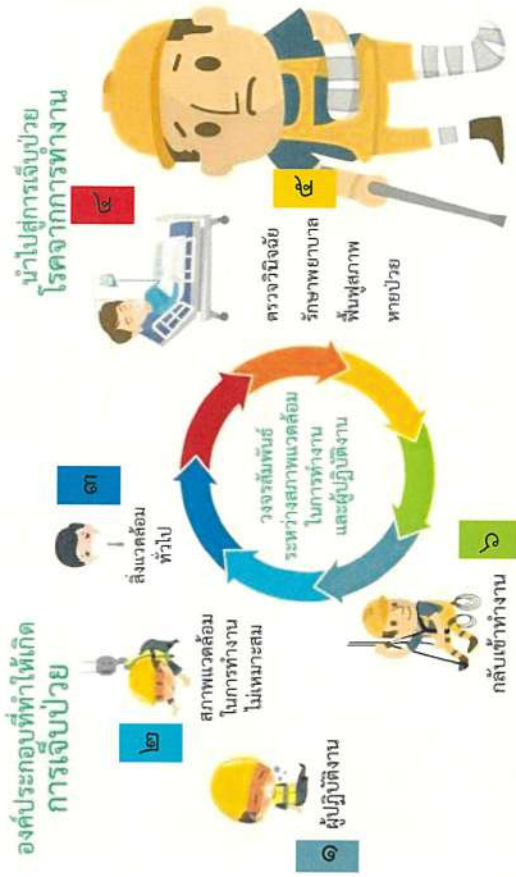 องค์ประกอบที่ทำให้เกิด
การเจ็บป่วย
นำไปสู่การเจ็บป่วย
โรคจากการทำงาน
๑
ผู้ปฏิบัติงาน
๒
สภาพแวดล้อม
ในการทำงาน
ไม่เหมาะสม
๓
สิ่งแวดล้อม
ทั่วไป
๔
๕
ตรวจวินิจฉัย
รักษาพยาบาล
ฟื้นฟูสภาพ
หายป่วย
๖
กลับเข้าทำงาน
วงจรสัมพันธ์
ระหว่างสภาพแวดล้อม
ในการทำงาน
และผู้ปฏิบัติงาน